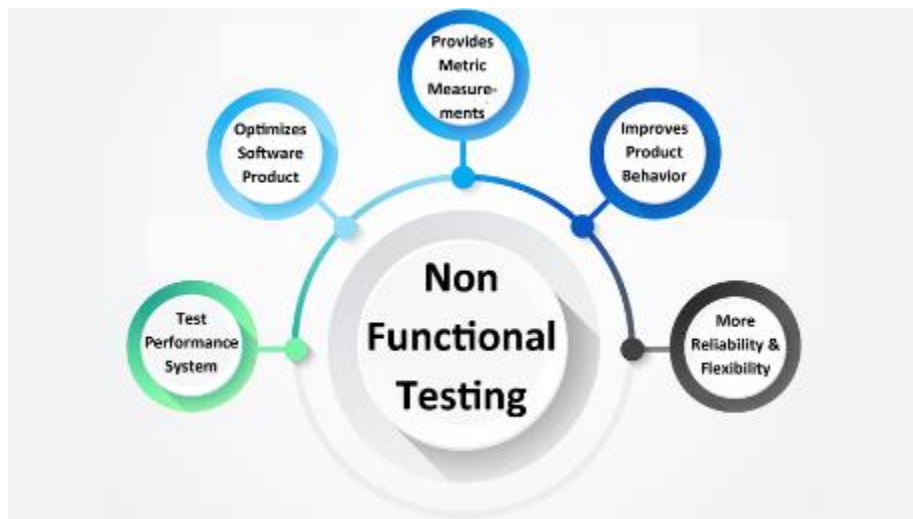 Provides
Metric
Measure-
ments
Optimizes
Software
Product
Improves
Product
Behavior
Non
Functional
Testing
Test
Performance
System
More
Reliability &
Flexibility